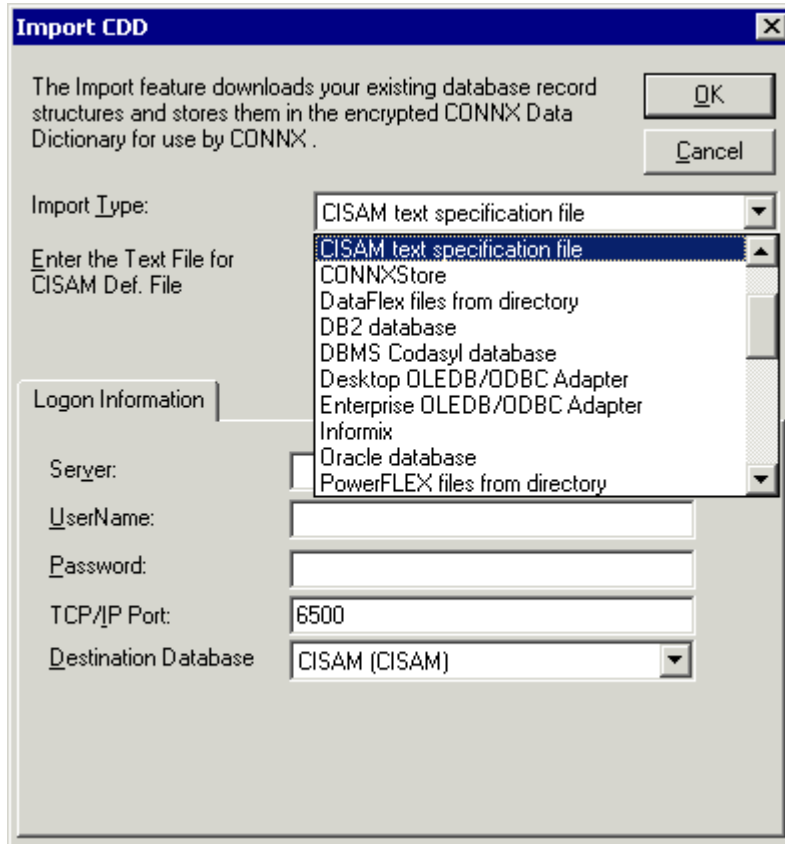 Import CDD
The Import feature downloads your existing database record
structures and stores them in the encrypted CONNX Data
Dictionary for use by CONNX .
OK
Cancel
Import Type:
CISAM text specification file
Enter the Text File for
CISAM Def. File
CISAM text specification file
CONNXStore
DataFlex files from directory
DB2 database
DBMS Codasyl database
Desktop OLEDB/ODBC Adapter
Enterprise OLEDB/ODBC Adapter
Informix
Oracle database
PowerFLEX files from directory
Logon Information
Server:
UserName:
Password:
TCP/IP Port:
6500
Destination Database
CISAM (CISAM)